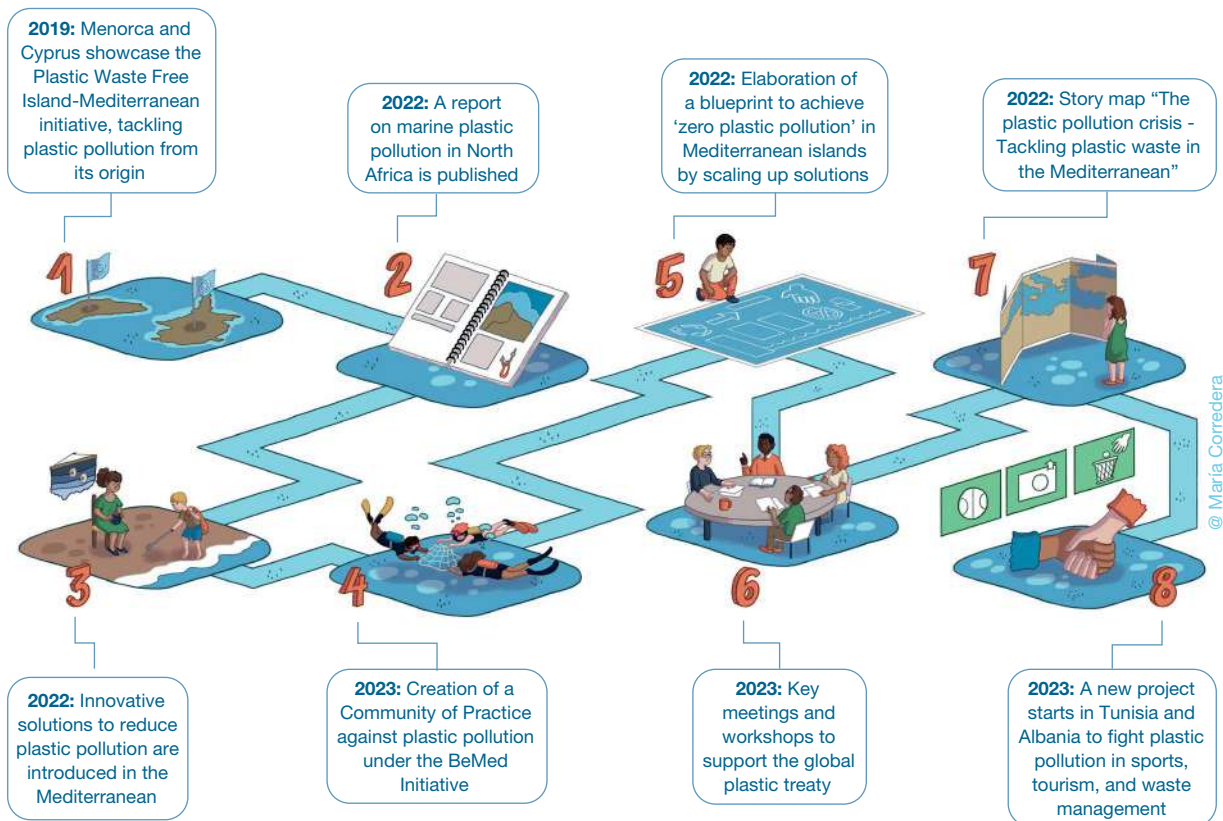 2019: Menorca and
Cyprus showcase the
Plastic Waste Free
Island-Mediterranean
initiative, tackling
plastic pollution from
its origin
1
2022: A report
on marine plastic
pollution in North
Africa is published
2
3
2022: Innovative
solutions to reduce
plastic pollution are
introduced in the
Mediterranean
4
2023: Creation of a
Community of Practice
against plastic pollution
under the BeMed
Initiative
2022: Elaboration of
a blueprint to achieve
‘zero plastic pollution’ in
Mediterranean islands
by scaling up solutions
5
6
2023: Key
meetings and
workshops to
support the global
plastic treaty
2022: Story map “The
plastic pollution crisis -
Tackling plastic waste in
the Mediterranean”
7
8
2023: A new project
starts in Tunisia and
Albania to fight plastic
pollution in sports,
tourism, and waste
management
@ María Corredera